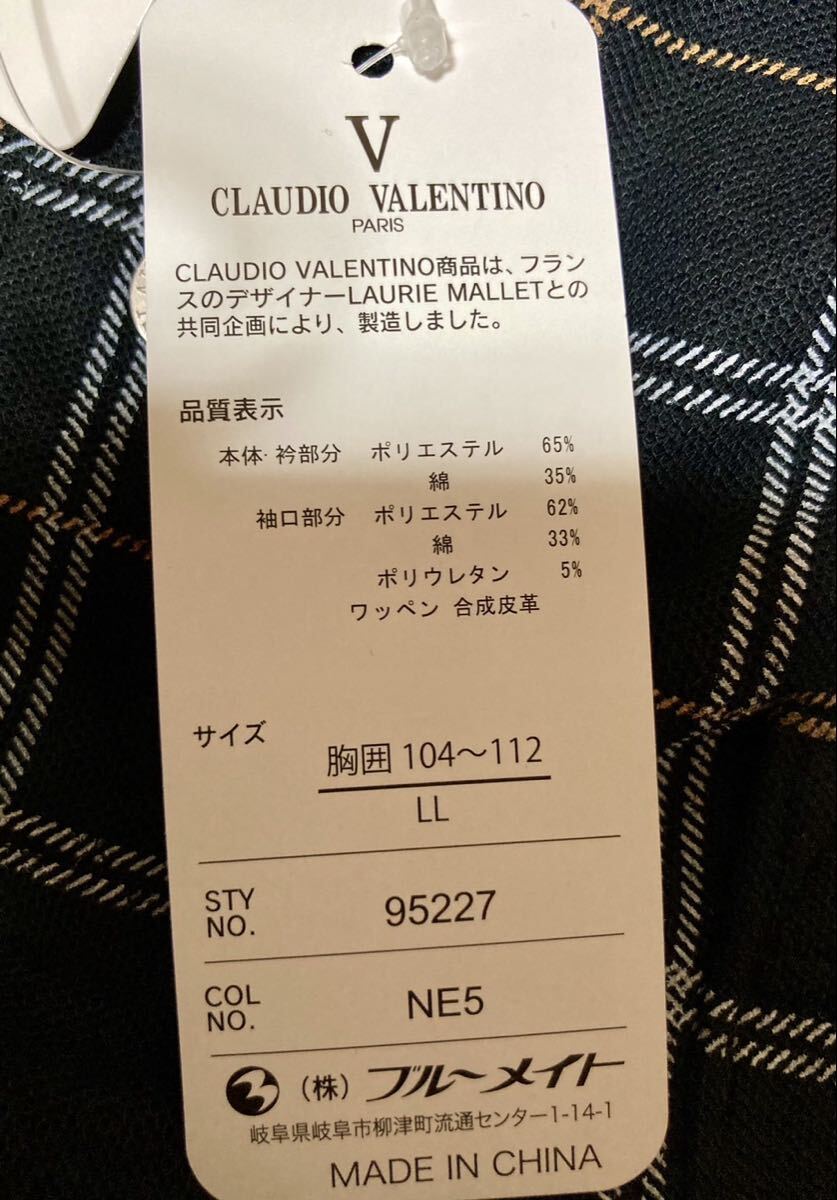 V
CLAUDIO VALENTINO
PARIS
CLAUDIO VALENTINO商品は、フラン
スのデザイナーLAURIE MALLETとの
共同企画により、製造しました。
品質表示
本体・衿部分 ポリエステル 65%
綿 35%
袖口部分 ポリエステル 62%
綿 33%
ポリウレタン 5%
ワッペン 合成皮革
サイズ
胸囲 104〜112
LL
STY NO. 95227
COL NO. NE5
(株) ブルーメイト
岐阜県岐阜市柳津町流通センター1-14-1
MADE IN CHINA